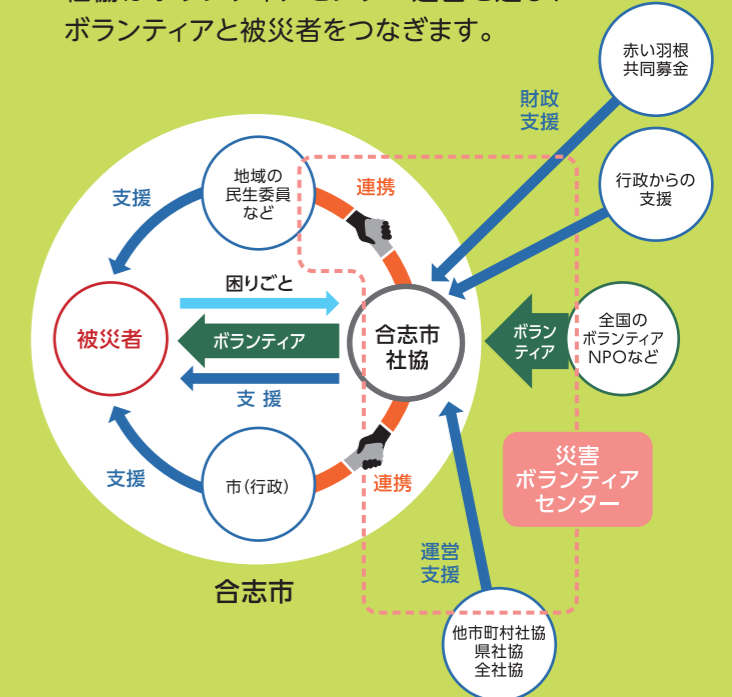 ボランティアと被災者をつなぎます。
赤い羽根
共同募金
財政
支援
行政からの
支援
地域の
民生委員
など
支援
連携
困りごと
被災者
ボランティア
合志市
社協
ボラン
ティア
全国の
ボランティア
NPOなど
支 援
災害
ボランティア
センター
支援
市(行政)
連携
運営
支援
合志市
他市町村社協
県社協
全社協